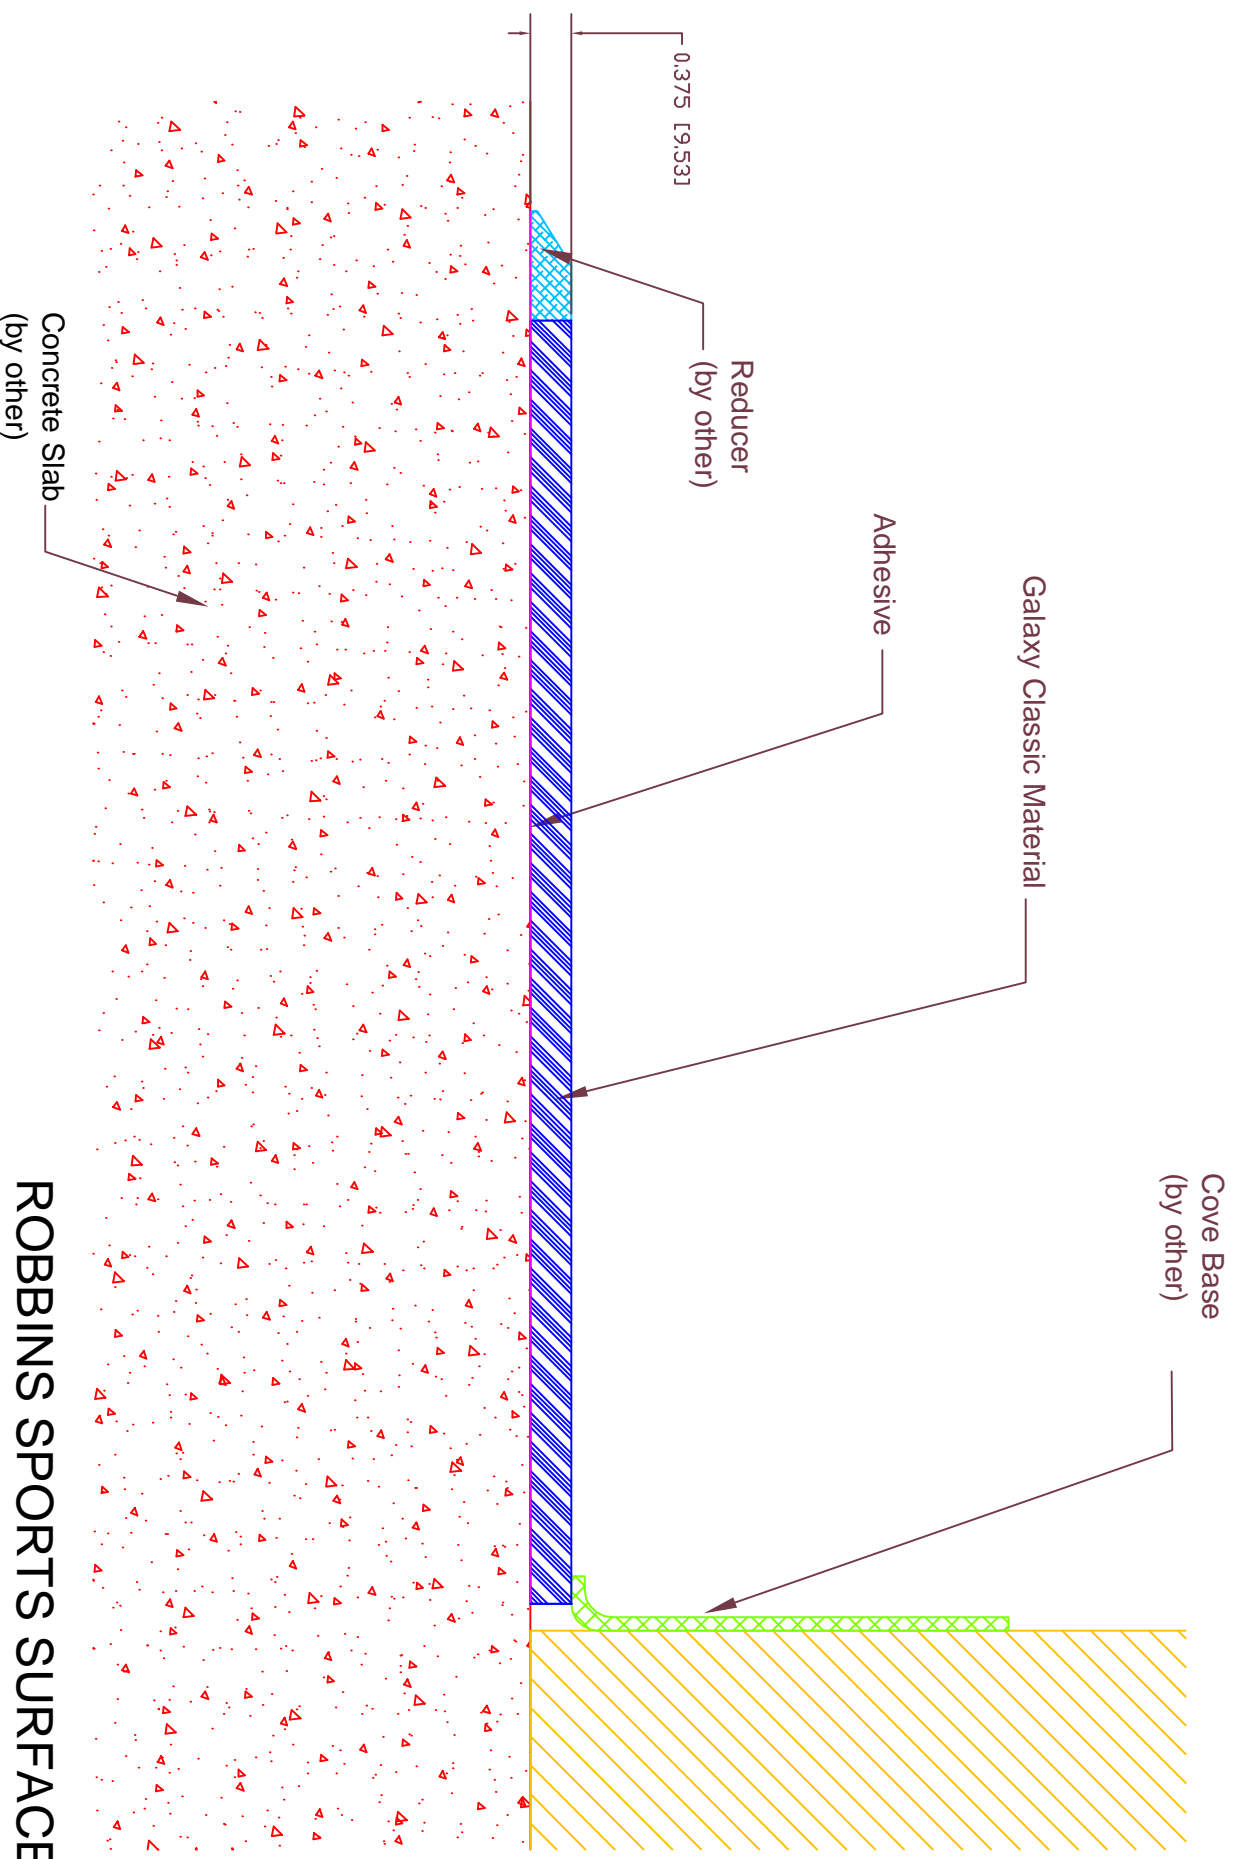 0.375 [9.53]
Reducer
(by other)
Adhesive
Galaxy Classic Material
Cove Base
(by other)
Concrete Slab
(by other)
ROBBINS SPORTS SURFACE